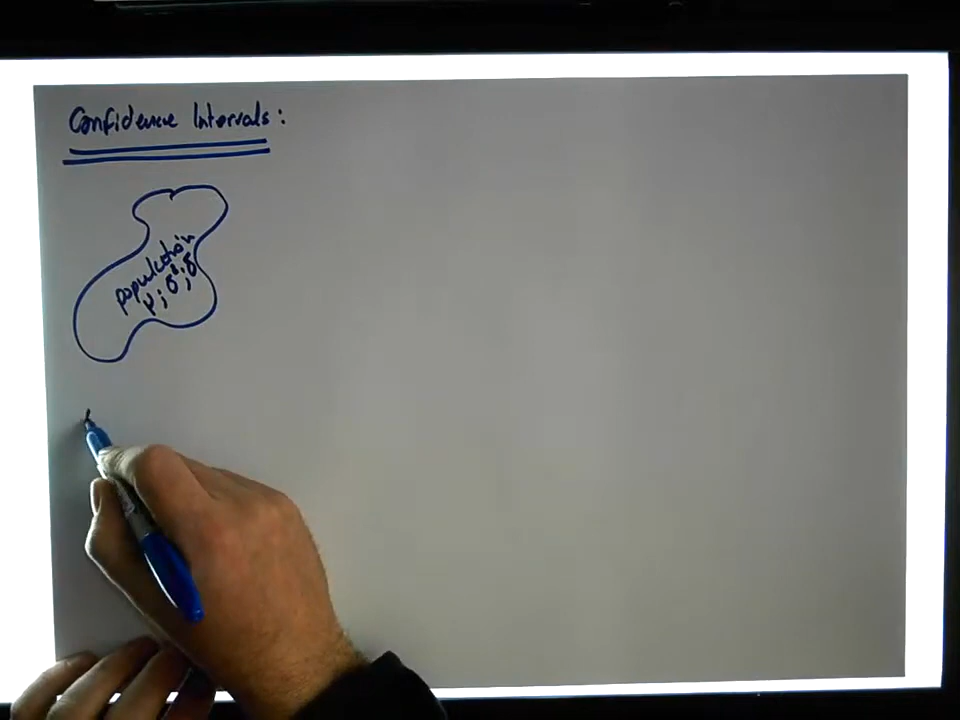 Confidence Intervals:
population
μ; σ²; σ